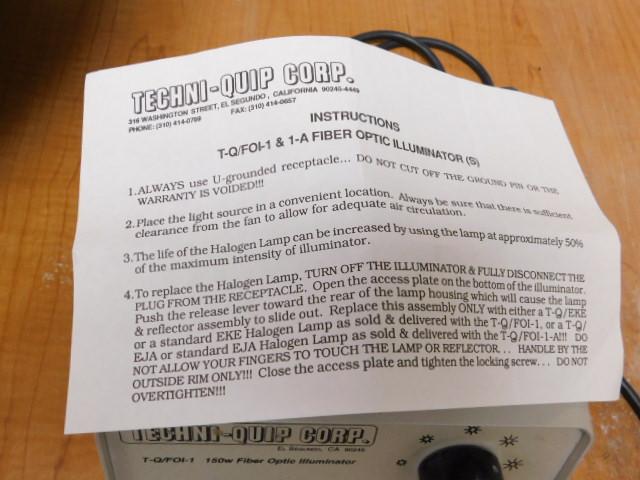 TECHNI-QUIP CORP.
316 WASHINGTON STREET, EL SEGUNDO, CALIFORNIA 90245-4449
PHONE: (310) 414-0769 FAX: (310) 414-0657
INSTRUCTIONS
T-Q/FOI-1 & 1-A FIBER OPTIC ILLUMINATOR (S)
1.ALWAYS use U-grounded receptacle... DO NOT CUT OFF THE GROUND PIN OR THE
WARRANTY IS VOIDED!!!
2.Place the light source in a convenient location. Always be sure that there is sufficient
clearance from the fan to allow for adequate air circulation.
3.The life of the Halogen Lamp can be increased by using the lamp at approximately 50%
of the maximum intensity of illuminator.
4.To replace the Halogen Lamp, TURN OFF THE ILLUMINATOR & FULLY DISCONNECT THE
PLUG FROM THE RECEPTACLE. Open the access plate on the bottom of the illuminator.
Push the release lever toward the rear of the lamp housing which will cause the lamp
& reflector assembly to slide out. Replace this assembly ONLY with either a T-Q/EKE
or a standard EKE Halogen Lamp as sold & delivered with the T-Q/FOI-1, or a T-Q/
EJA or standard EJA Halogen Lamp as sold & delivered with the T-Q/FOI-1-A!!! DO
NOT ALLOW YOUR FINGERS TO TOUCH THE LAMP OR REFLECTOR... HANDLE BY THE
OUTSIDE RIM ONLY!!! Close the access plate and tighten the locking screw... DO NOT
OVERTIGHTEN!!!
TECHNI-QUIP CORP.
EL SEGUNDO, CA 90245
T-Q/FOI-1 150w Fiber Optic Illuminator